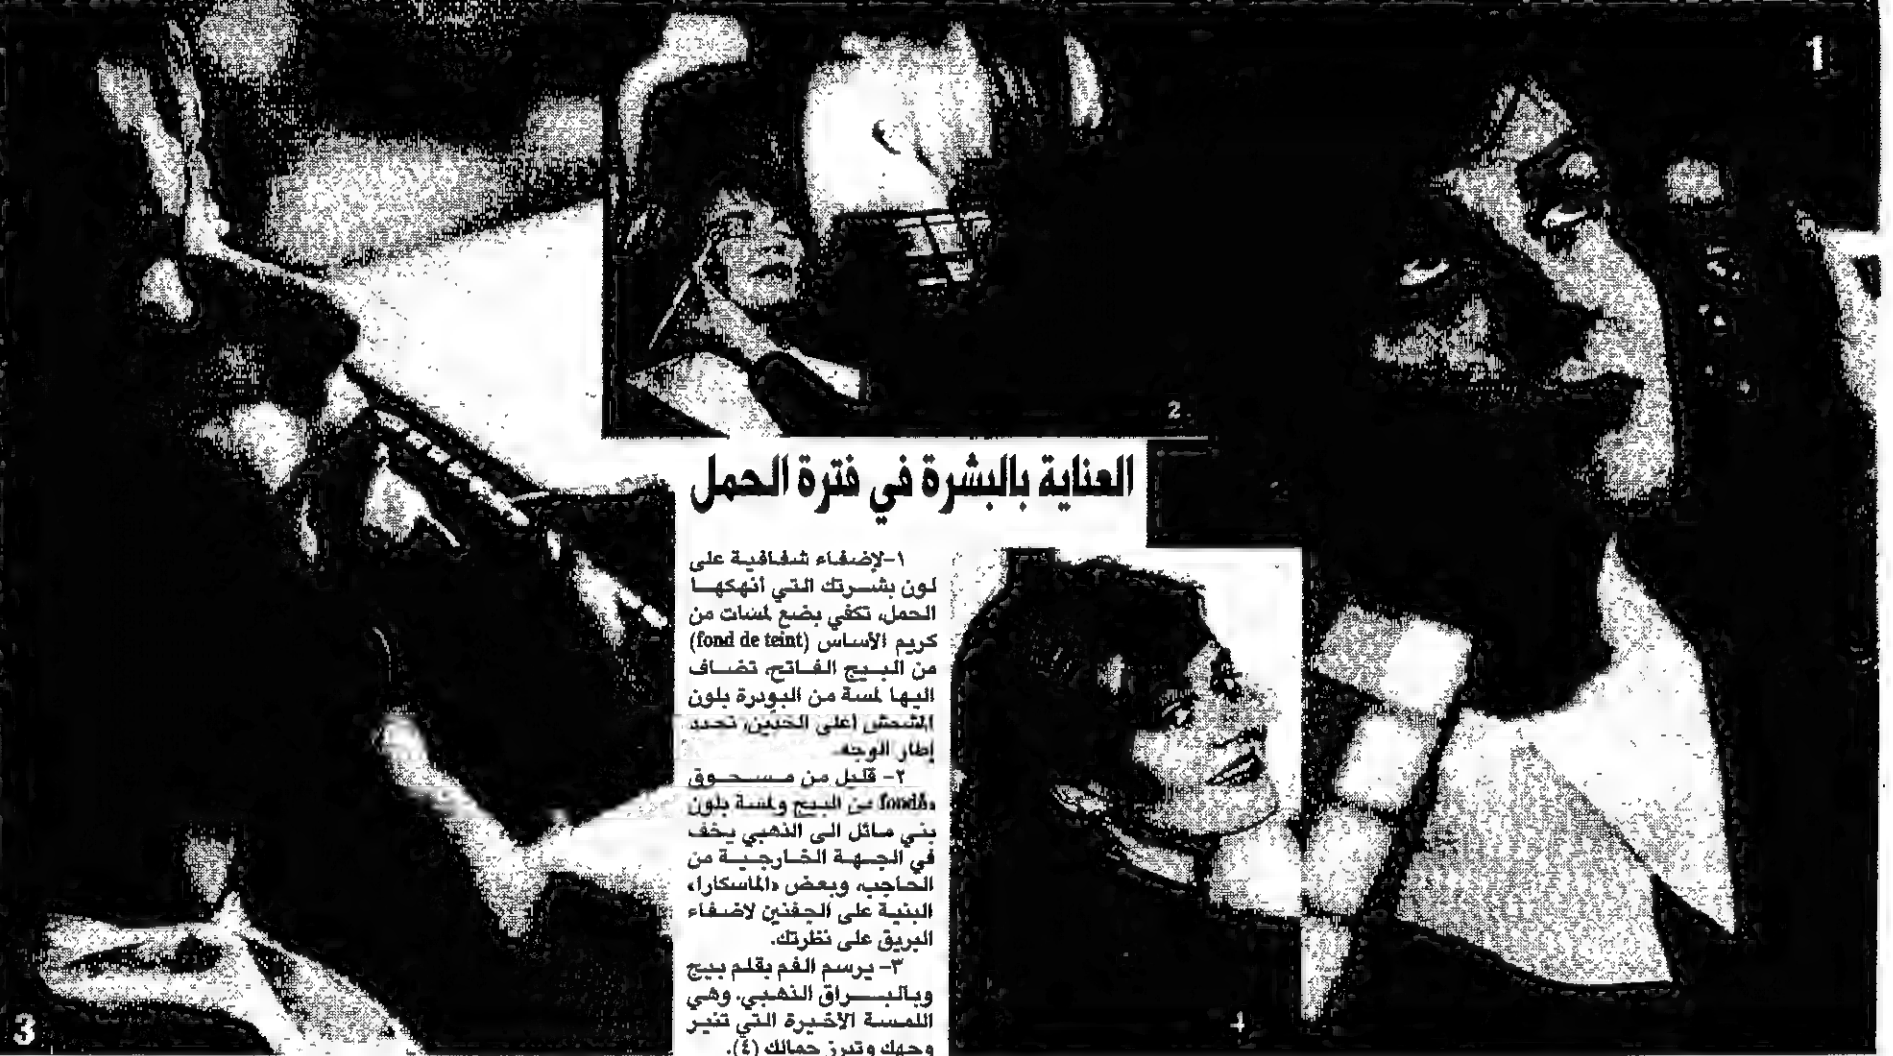 1
2
العناية بالبشرة في فترة الحمل
١-لإضفاء شفافية على
لون بشرتك التي أنهكها
الحمل، تكفي بضع لمسات من
كريم الأساس (fond de teint)
من البيج الفاتح، تضاف
اليها لمسة من البودرة بلون
المشمش أعلى الخدين، تحدد
إطار الوجه.
٢- قليل من مسحوق
من البيج ولمسة بلون
بني مائل الى الذهبي يخف
في الجهة الخارجية من
الحاجب، وبعض «الماسكارا»
البنية على الجفنين لاضفاء
البريق على نظرتك.
٣- يرسم الفم بقلم بيج
وبالبراق الذهبي، وهي
اللمسة الأخيرة التي تنير
وجهك وتبرز جمالك (٤).
3
4